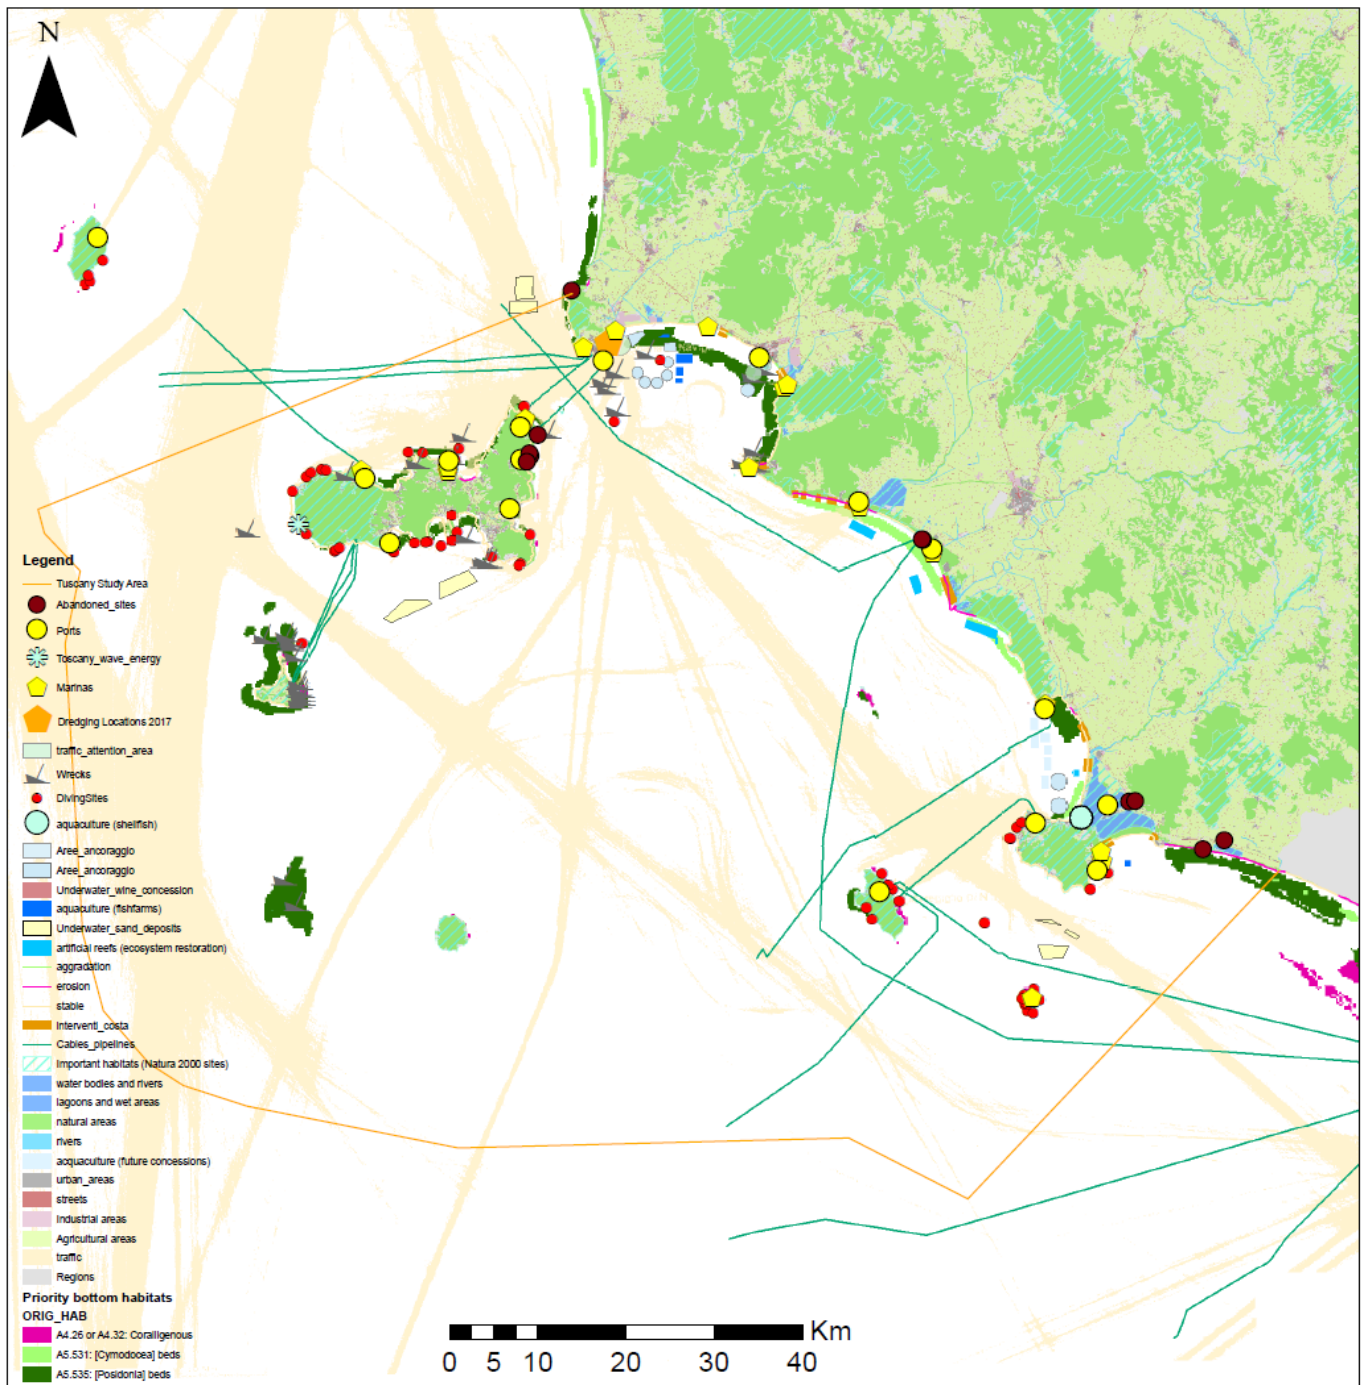 N
Legend
Tuscany Study Area
Abandoned_sites
Ports
Toscany_wave_energy
Marinas
Dredging Locations 2017
traffic_attention_area
Wrecks
DivingSites
aquaculture (shellfish)
Aree_ancoraggio
Aree_ancoraggio
Underwater_wine_concession
aquaculture (fishfarms)
Underwater_sand_deposits
artificial reefs (ecosystem restoration)
aggradation
erosion
stable
Interventi_costa
Cables_pipelines
Important habitats (Natura 2000 sites)
water bodies and rivers
lagoons and wet areas
natural areas
rivers
acquaculture (future concessions)
urban_areas
streets
Industrial areas
Agricultural areas
traffic
Regions
Priority bottom habitats
ORIG_HAB
A4.26 or A4.32: Coralligenous
A5.531: [Cymodocea] beds
A5.535: [Posidonia] beds
Km
0 5 10 20 30 40